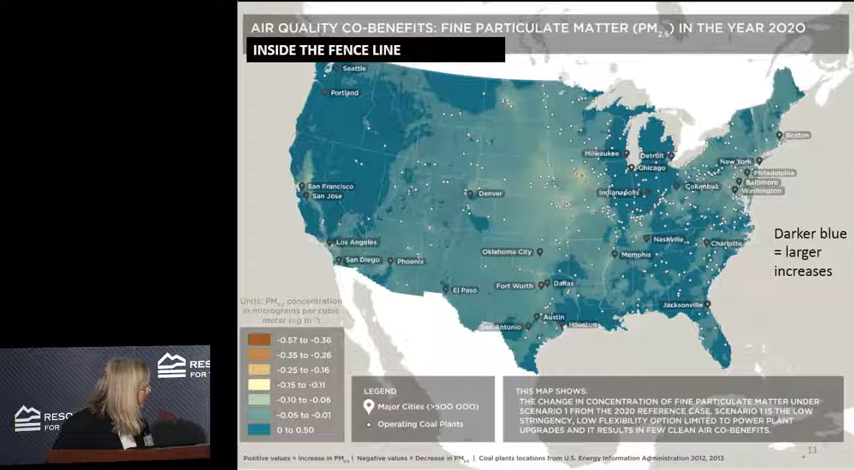 AIR QUALITY CO-BENEFITS: FINE PARTICULATE MATTER (PM2.5) IN THE YEAR 2020
INSIDE THE FENCE LINE
Seattle
Portland
Boston
Milwaukee
Detroit
New York
Chicago
Philadelphia
San Francisco
Denver
Indianapolis
Columbus
Baltimore
Washington
San Jose
Darker blue
= larger
increases
Los Angeles
Nashville
Charlotte
San Diego
Phoenix
Oklahoma City
Memphis
El Paso
Fort Worth
Dallas
Jacksonville
Austin
San Antonio
Houston
Units: PM2.5 concentration
in micrograms per cubic
meter (ug m-3)
-0.57 to -0.36
-0.35 to -0.26
-0.25 to -0.16
-0.15 to -0.11
-0.10 to -0.06
-0.05 to -0.01
0 to 0.50
LEGEND
Major Cities (>500 000)
Operating Coal Plants
THIS MAP SHOWS:
THE CHANGE IN CONCENTRATION OF FINE PARTICULATE MATTER UNDER
SCENARIO 1 FROM THE 2020 REFERENCE CASE. SCENARIO 1 IS THE LOW
STRINGENCY, LOW FLEXIBILITY OPTION LIMITED TO POWER PLANT
UPGRADES AND IT RESULTS IN FEW CLEAN AIR CO-BENEFITS.
11
Positive values = Increase in PM2.5 | Negative values = Decrease in PM2.5 | Coal plants locations from U.S. Energy Information Administration 2012, 2013
RES
FOR
RESO
FOR